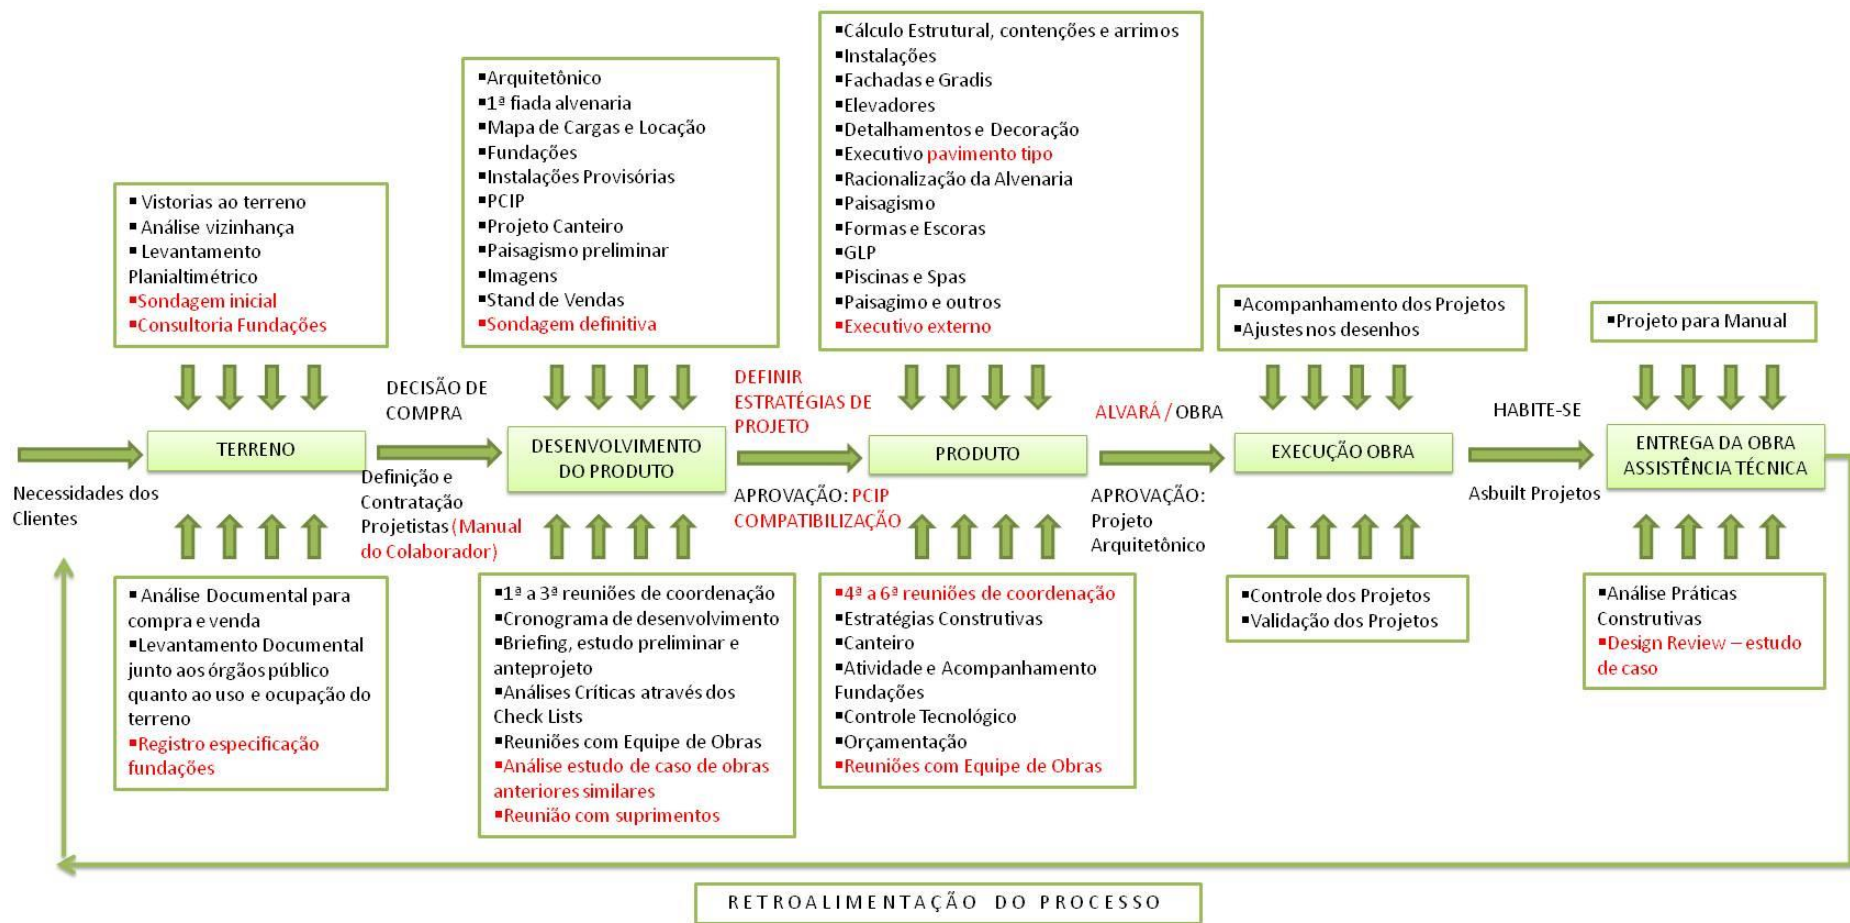 ▪Vistorias ao terreno
▪Análise vizinhança
▪Levantamento
Planialtimétrico
▪Sondagem inicial
▪Consultoria Fundações
▪Arquitetônico
▪1ª fiada alvenaria
▪Mapa de Cargas e Locação
▪Fundações
▪Instalações Provisórias
▪PCIP
▪Projeto Canteiro
▪Paisagismo preliminar
▪Imagens
▪Stand de Vendas
▪Sondagem definitiva
▪Cálculo Estrutural, contenções e arrimos
▪Instalações
▪Fachadas e Gradis
▪Elevadores
▪Detalhamentos e Decoração
▪Executivo pavimento tipo
▪Racionalização da Alvenaria
▪Paisagismo
▪Formas e Escoras
▪GLP
▪Piscinas e Spas
▪Paisagimo e outros
▪Executivo externo
▪Acompanhamento dos Projetos
▪Ajustes nos desenhos
▪Projeto para Manual
Necessidades dos
Clientes
TERRENO
DECISÃO DE
COMPRA
Definição e
Contratação
Projetistas (Manual
do Colaborador)
DESENVOLVIMENTO
DO PRODUTO
DEFINIR
ESTRATÉGIAS DE
PROJETO
APROVAÇÃO: PCIP
COMPATIBILIZAÇÃO
PRODUTO
ALVARÁ / OBRA
APROVAÇÃO:
Projeto
Arquitetônico
EXECUÇÃO OBRA
HABITE-SE
Asbuilt Projetos
ENTREGA DA OBRA
ASSISTÊNCIA TÉCNICA
▪Análise Documental para
compra e venda
▪Levantamento Documental
junto aos órgãos público
quanto ao uso e ocupação do
terreno
▪Registro especificação
fundações
▪1ª a 3ª reuniões de coordenação
▪Cronograma de desenvolvimento
▪Briefing, estudo preliminar e
anteprojeto
▪Análises Críticas através dos
Check Lists
▪Reuniões com Equipe de Obras
▪Análise estudo de caso de obras
anteriores similares
▪Reunião com suprimentos
▪4ª a 6ª reuniões de coordenação
▪Estratégias Construtivas
▪Canteiro
▪Atividade e Acompanhamento
Fundações
▪Controle Tecnológico
▪Orçamentação
▪Reuniões com Equipe de Obras
▪Controle dos Projetos
▪Validação dos Projetos
▪Análise Práticas
Construtivas
▪Design Review – estudo
de caso
RETROALIMENTAÇÃO DO PROCESSO